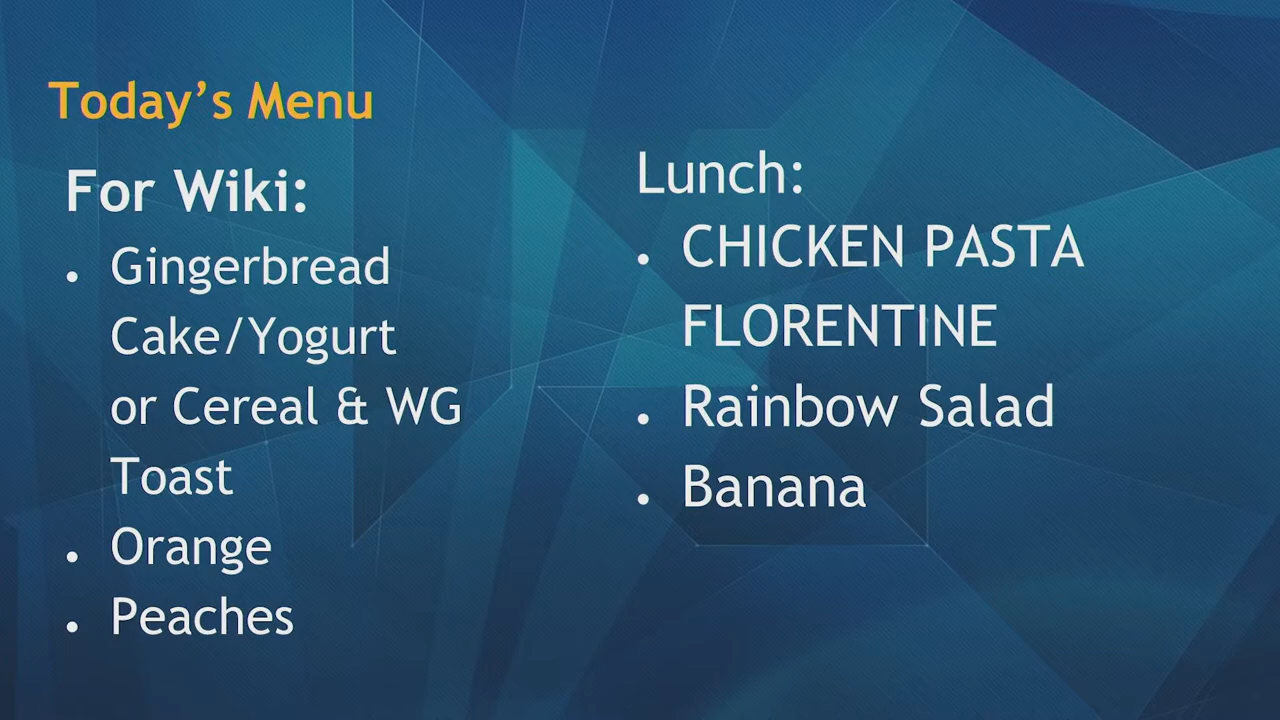 Today’s Menu
For Wiki:
. Gingerbread
Cake/Yogurt
or Cereal & WG
Toast
. Orange
. Peaches
Lunch:
. CHICKEN PASTA
FLORENTINE
. Rainbow Salad
. Banana